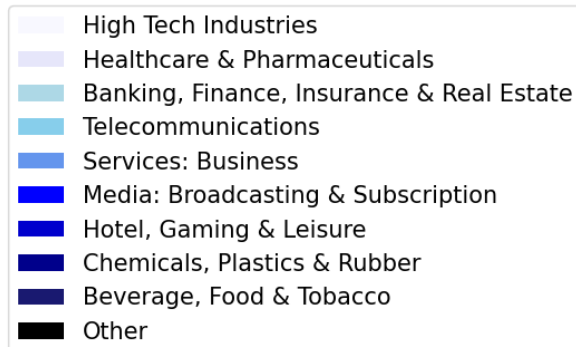 High Tech Industries
Healthcare & Pharmaceuticals
Banking, Finance, Insurance & Real Estate
Telecommunications
Services: Business
Media: Broadcasting & Subscription
Hotel, Gaming & Leisure
Chemicals, Plastics & Rubber
Beverage, Food & Tobacco
Other